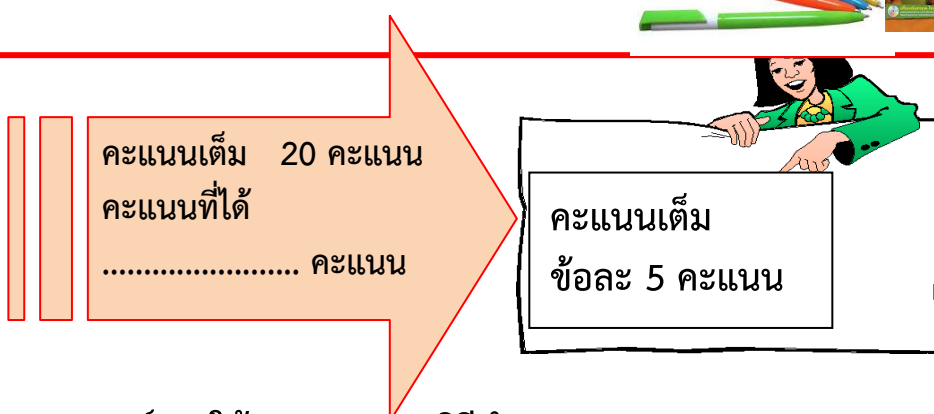 คะแนนเต็ม 20 คะแนน
คะแนนที่ได้
........................ คะแนน
คะแนนเต็ม
ข้อละ 5 คะแนน